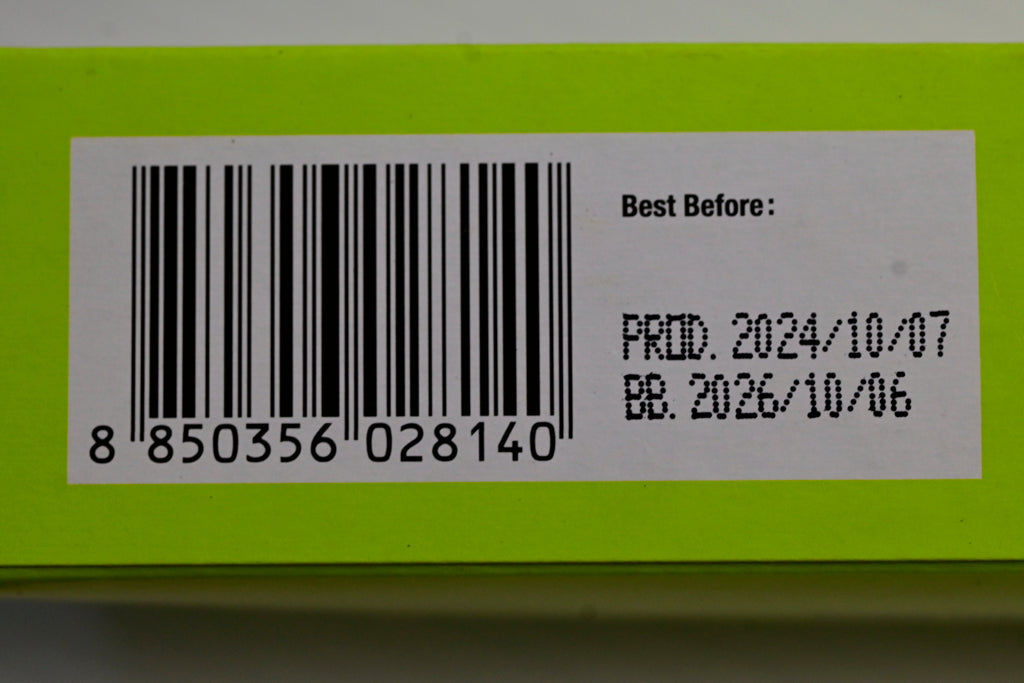 Best Before:
PROD. 2024/10/07
BB. 2026/10/06
8 850356 028140